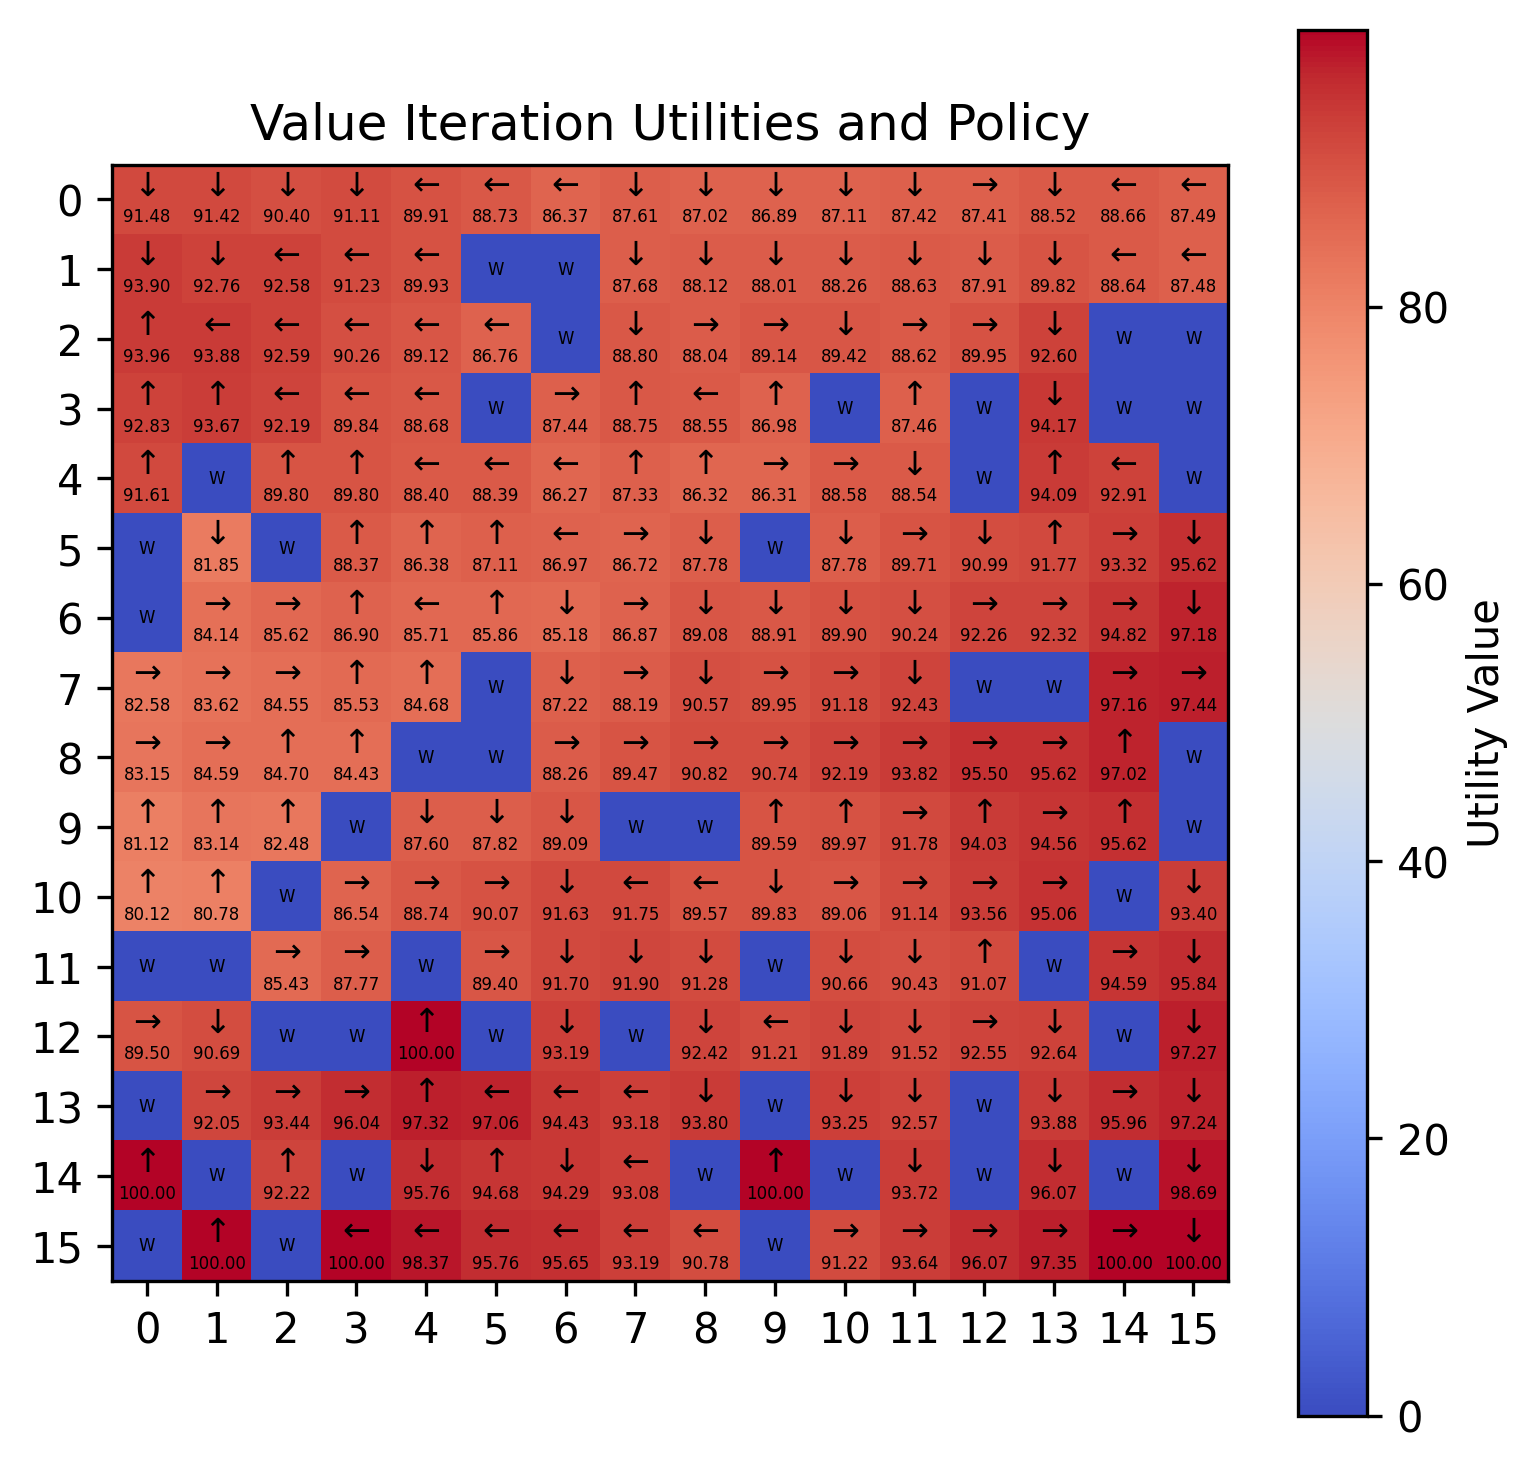 Value Iteration Utilities and Policy
0 ↓ ↓ ↓ ↓ ← ← ← ↓ ↓ ↓ ↓ ↓ → ↓ ← ←
91.48 91.42 90.40 91.11 89.91 88.73 86.37 87.61 87.02 86.89 87.11 87.42 87.41 88.52 88.66 87.49
1 ↓ ↓ ← ← ← W W ↓ ↓ ↓ ↓ ↓ ↓ ↓ ← ←
93.90 92.76 92.58 91.23 89.93 87.68 88.12 88.01 88.26 88.63 87.91 89.82 88.64 87.48
2 ↑ ← ← ← ← ← W ↓ → → ↓ → → ↓ W W
93.96 93.88 92.59 90.26 89.12 86.76 88.80 88.04 89.14 89.42 88.62 89.95 92.60
3 ↑ ↑ ← ← ← W → ↑ ← ↑ W ↑ W ↓ W W
92.83 93.67 92.19 89.84 88.68 87.44 88.75 88.55 86.98 87.46 94.17
4 ↑ W ↑ ↑ ← ← ← ↑ ↑ → → ↓ W ↑ ← W
91.61 89.80 89.80 88.40 88.39 86.27 87.33 86.32 86.31 88.58 88.54 94.09 92.91
5 W ↓ W ↑ ↑ ↑ ← → ↓ W ↓ → ↓ ↑ → ↓
81.85 88.37 86.38 87.11 86.97 86.72 87.78 87.78 89.71 90.99 91.77 93.32 95.62
6 W → → ↑ ← ↑ ↓ → ↓ ↓ ↓ ↓ → → → ↓
84.14 85.62 86.90 85.71 85.86 85.18 86.87 89.08 88.91 89.90 90.24 92.26 92.32 94.82 97.18
7 → → → ↑ ↑ W ↓ → ↓ → → ↓ W W → →
82.58 83.62 84.55 85.53 84.68 87.22 88.19 90.57 89.95 91.18 92.43 97.16 97.44
8 → → ↑ ↑ W W → → → → → → → → ↑ W
83.15 84.59 84.70 84.43 88.26 89.47 90.82 90.74 92.19 93.82 95.50 95.62 97.02
9 ↑ ↑ ↑ W ↓ ↓ ↓ W W ↑ ↑ → ↑ → ↑ W
81.12 83.14 82.48 87.60 87.82 89.09 89.59 89.97 91.78 94.03 94.56 95.62
10 ↑ ↑ W → → → ↓ ← ← ↓ → → → → W ↓
80.12 80.78 86.54 88.74 90.07 91.63 91.75 89.57 89.83 89.06 91.14 93.56 95.06 93.40
11 W W → → W → ↓ ↓ ↓ W ↓ ↓ ↑ W → ↓
85.43 87.77 89.40 91.70 91.90 91.28 90.66 90.43 91.07 94.59 95.84
12 → ↓ W W ↑ W ↓ W ↓ ← ↓ ↓ → ↓ W ↓
89.50 90.69 100.00 93.19 92.42 91.21 91.89 91.52 92.55 92.64 97.27
13 W → → → ↑ ← ← ← ↓ W ↓ ↓ W ↓ → ↓
92.05 93.44 96.04 97.32 97.06 94.43 93.18 93.80 93.25 92.57 93.88 95.96 97.24
14 ↑ W ↑ W ↓ ↑ ↓ ← W ↑ W ↓ W ↓ W ↓
100.00 92.22 95.76 94.68 94.29 93.08 100.00 93.72 96.07 98.69
15 W ↑ W ← ← ← ← ← ← W → → → → → ↓
100.00 100.00 98.37 95.76 95.65 93.19 90.78 91.22 93.64 96.07 97.35 100.00 100.00
0 1 2 3 4 5 6 7 8 9 10 11 12 13 14 15
80
60
40
20
0
Utility Value